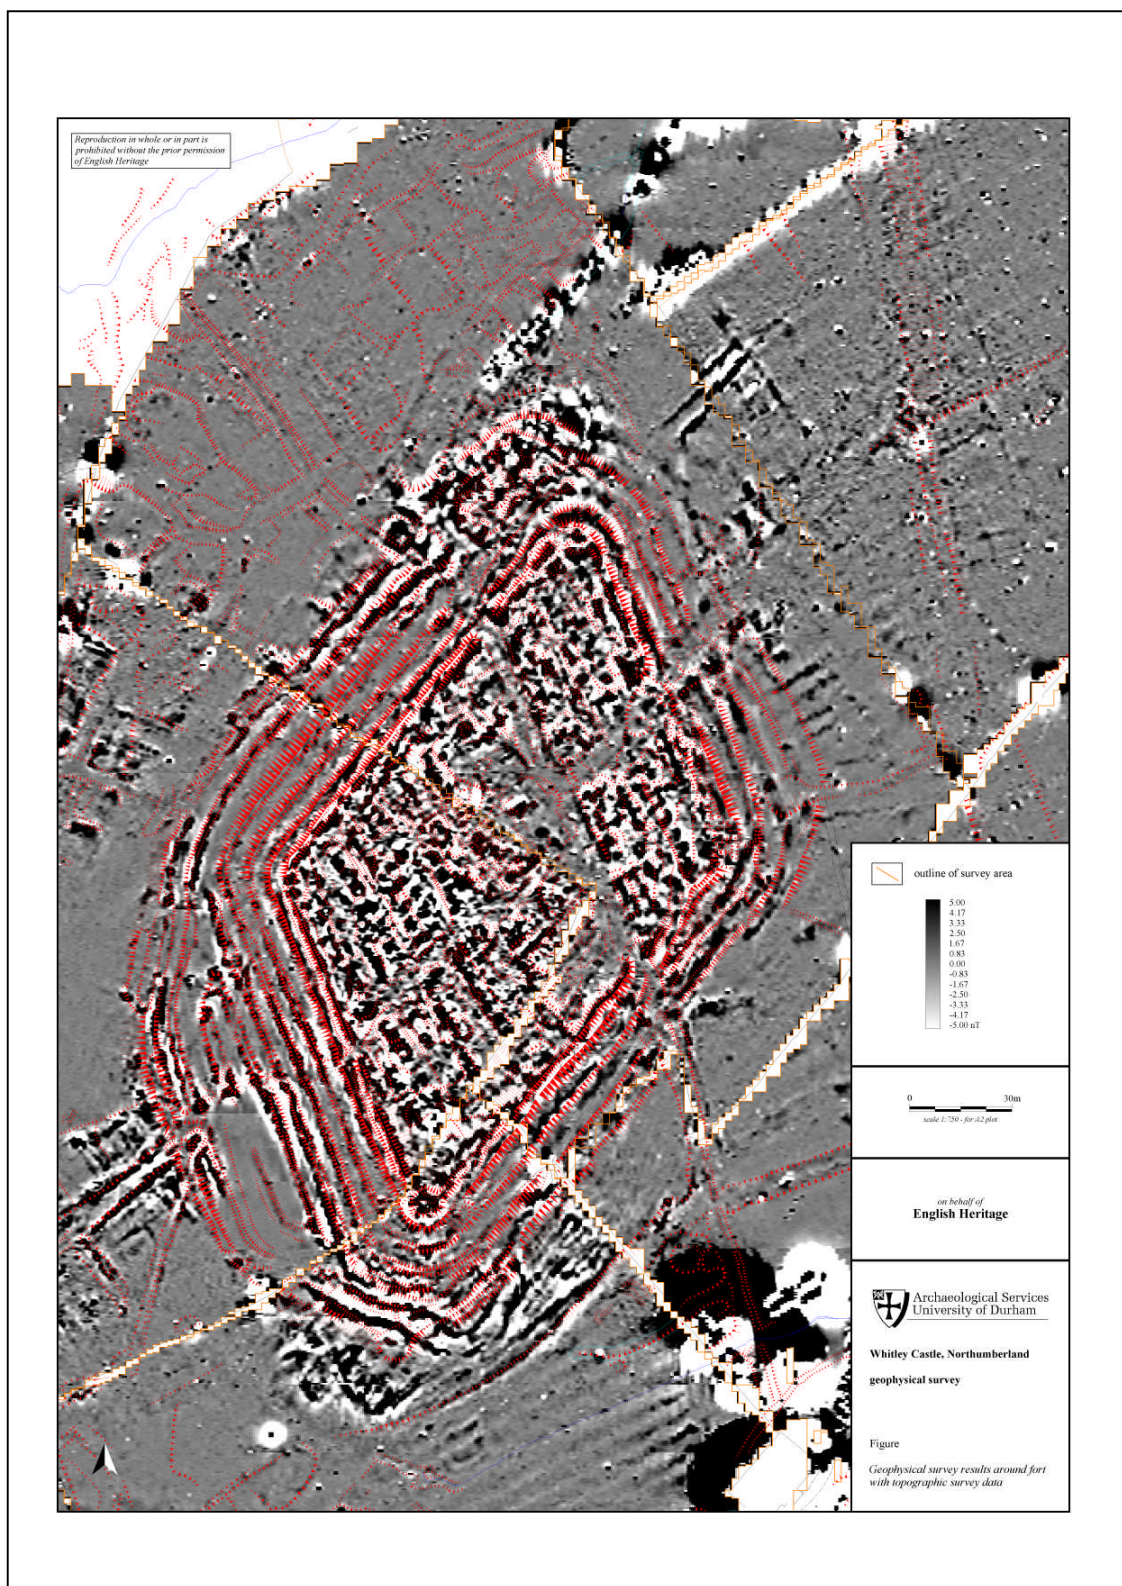 Reproduction in whole or in part is
prohibited without the prior permission
of English Heritage
outline of survey area
5.00
4.17
3.33
2.50
1.67
0.83
0.00
-0.83
-1.67
-2.50
-3.33
-4.17
-5.00 nT
0 30m
scale 1:750 - for A2 plot
on behalf of
English Heritage
Archaeological Services
University of Durham
Whitley Castle, Northumberland
geophysical survey
Figure
Geophysical survey results around fort
with topographic survey data